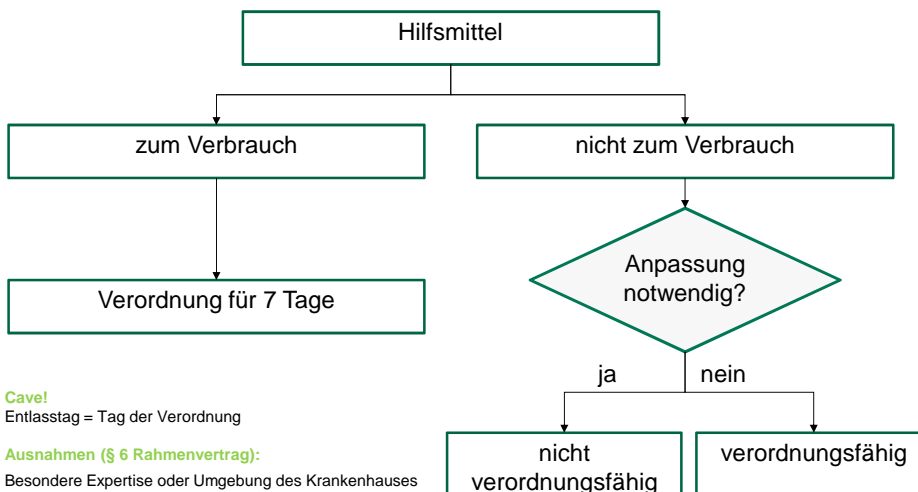 Hilfsmittel
zum Verbrauch
nicht zum Verbrauch
Anpassung
notwendig?
Verordnung für 7 Tage
ja
nein
Cave!
Entlasstag = Tag der Verordnung
Ausnahmen (§ 6 Rahmenvertrag):
Besondere Expertise oder Umgebung des Krankenhauses
nicht
verordnungsfähig
verordnungsfähig